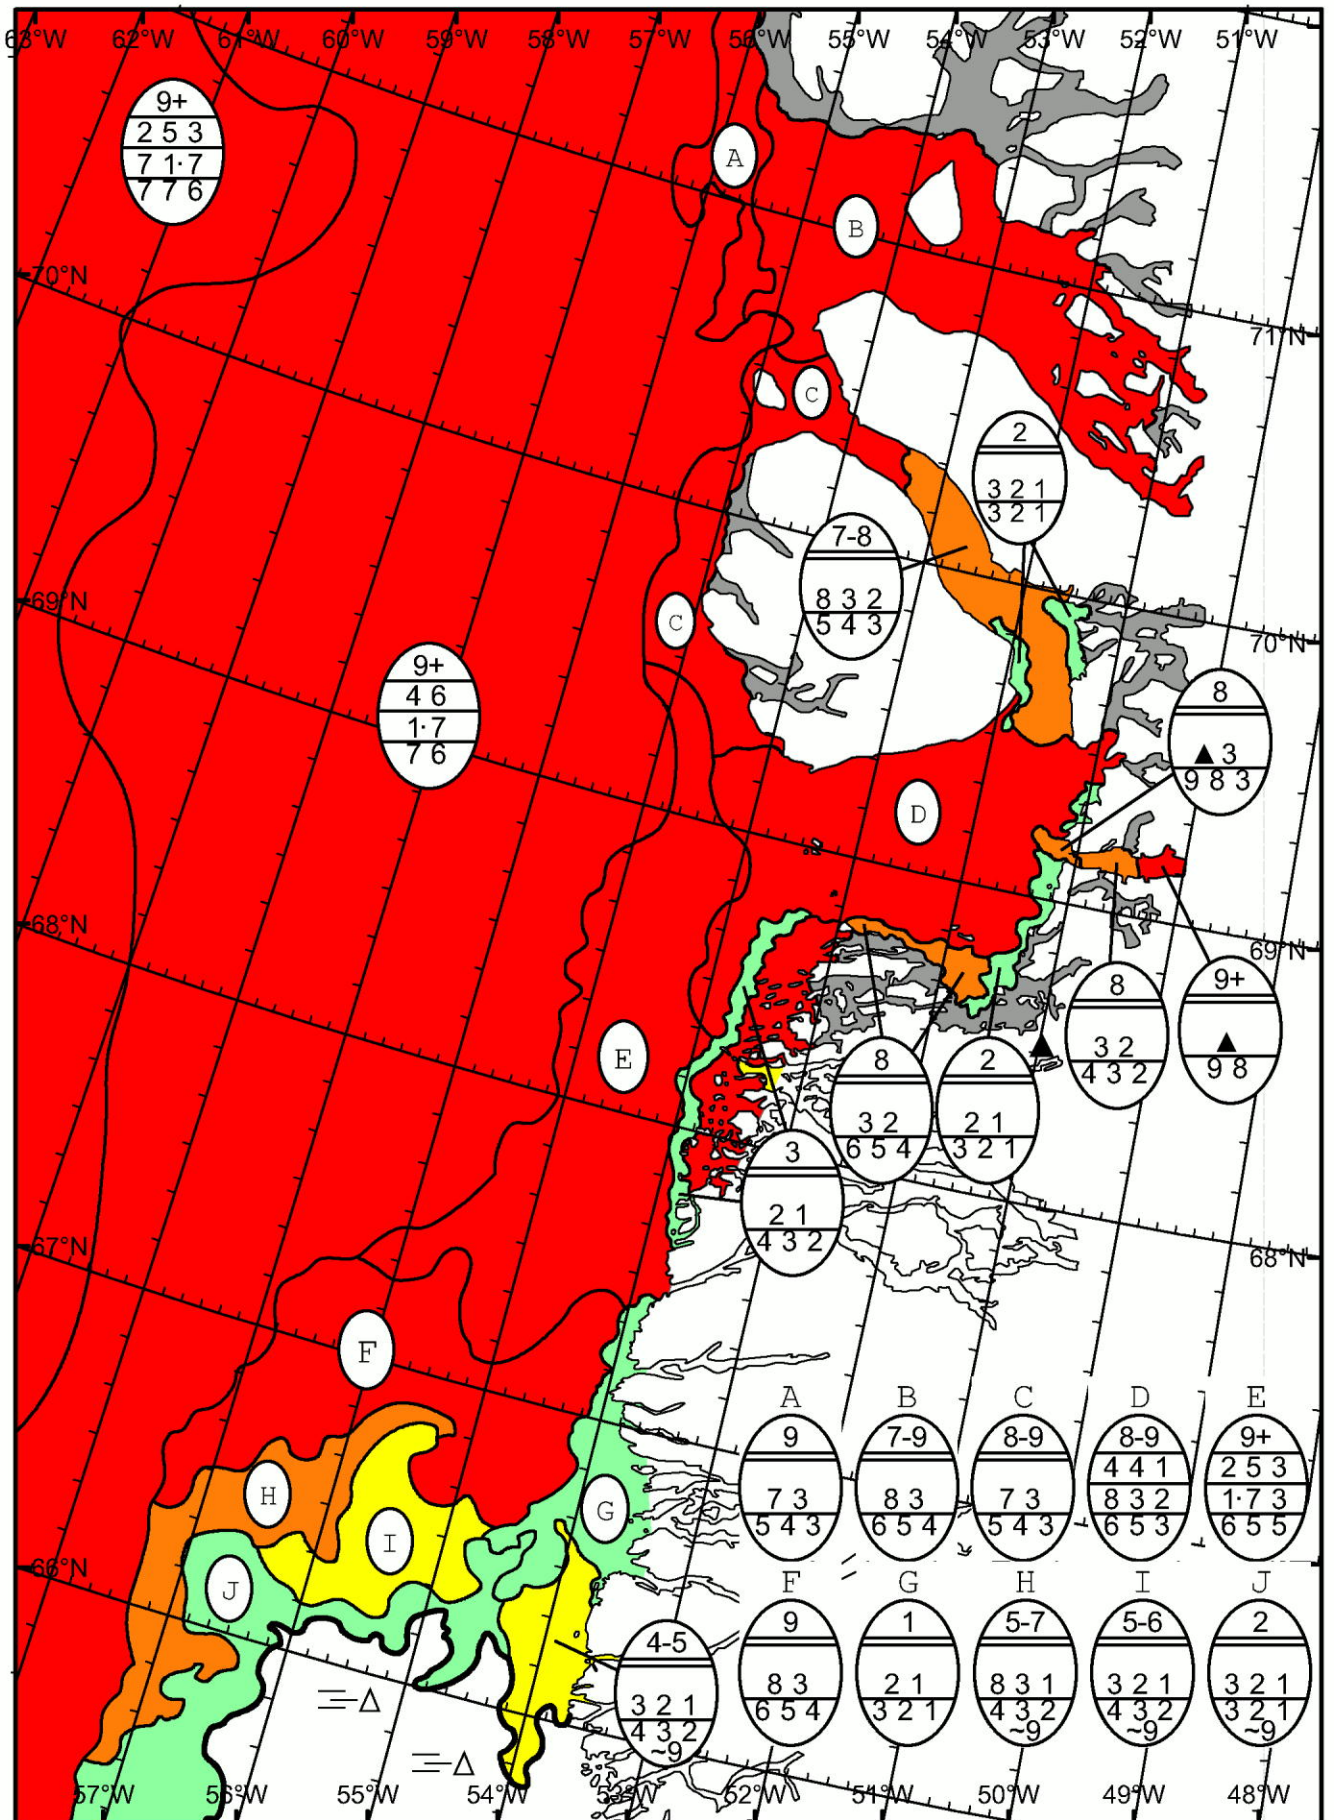 63°W 62°W 61°W 60°W 59°W 58°W 57°W 56°W 55°W 54°W 53°W 52°W 51°W
9+
2 5 3
7 1· 7
7 7 6
A
B
70°N
71°N
C
2
3 2 1
3 2 1
7-8
8 3 2
5 4 3
69°N
C
70°N
9+
4 6
1· 7
7 6
8
▲ 3
9 8 3
D
68°N
69°N
8
3 2
4 3 2
9+
▲
9 8
E
8
3 2
6 5 4
2
2 1
3 2 1
3
2 1
4 3 2
67°N
68°N
F
A B C D E
9 7-9 8-9 8-9 9+
4 4 1 2 5 3
7 3 8 3 7 3 8 3 2 1· 7 3
5 4 3 6 5 4 5 4 3 6 5 3 6 5 5
H
G
I
66°N
J
F G H I J
9 1 5-7 5-6 2
8 3 2 1 8 3 1 3 2 1 3 2 1
6 5 4 3 2 1 4 3 2 4 3 2 3 2 1
~9 ~9 ~9
4-5
3 2 1
4 3 2
~9
57°W 56°W 55°W 54°W 53°W 52°W 51°W 50°W 49°W 48°W